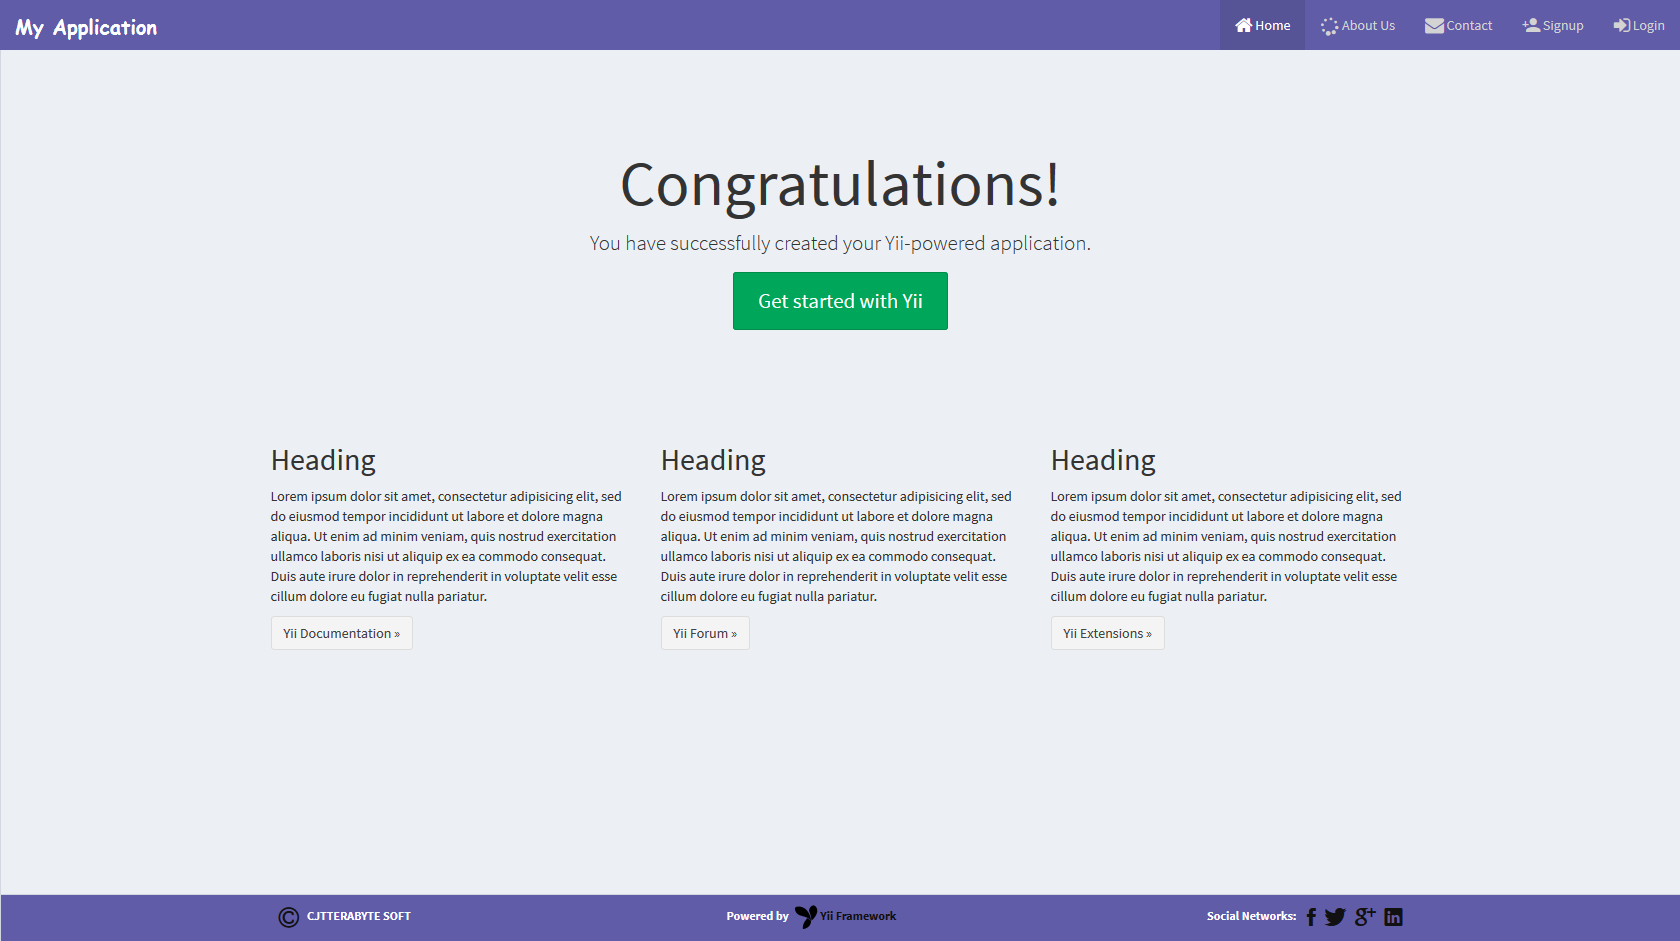 My Application
Home About Us Contact Signup Login
Congratulations!
You have successfully created your Yii-powered application.
Get started with Yii
Heading
Lorem ipsum dolor sit amet, consectetur adipisicing elit, sed
do eiusmod tempor incididunt ut labore et dolore magna
aliqua. Ut enim ad minim veniam, quis nostrud exercitation
ullamco laboris nisi ut aliquip ex ea commodo consequat.
Duis aute irure dolor in reprehenderit in voluptate velit esse
cillum dolore eu fugiat nulla pariatur.
Yii Documentation »
Heading
Lorem ipsum dolor sit amet, consectetur adipisicing elit, sed
do eiusmod tempor incididunt ut labore et dolore magna
aliqua. Ut enim ad minim veniam, quis nostrud exercitation
ullamco laboris nisi ut aliquip ex ea commodo consequat.
Duis aute irure dolor in reprehenderit in voluptate velit esse
cillum dolore eu fugiat nulla pariatur.
Yii Forum »
Heading
Lorem ipsum dolor sit amet, consectetur adipisicing elit, sed
do eiusmod tempor incididunt ut labore et dolore magna
aliqua. Ut enim ad minim veniam, quis nostrud exercitation
ullamco laboris nisi ut aliquip ex ea commodo consequat.
Duis aute irure dolor in reprehenderit in voluptate velit esse
cillum dolore eu fugiat nulla pariatur.
Yii Extensions »
© CJTTERABYTE SOFT
Powered by Yii Framework
Social Networks: